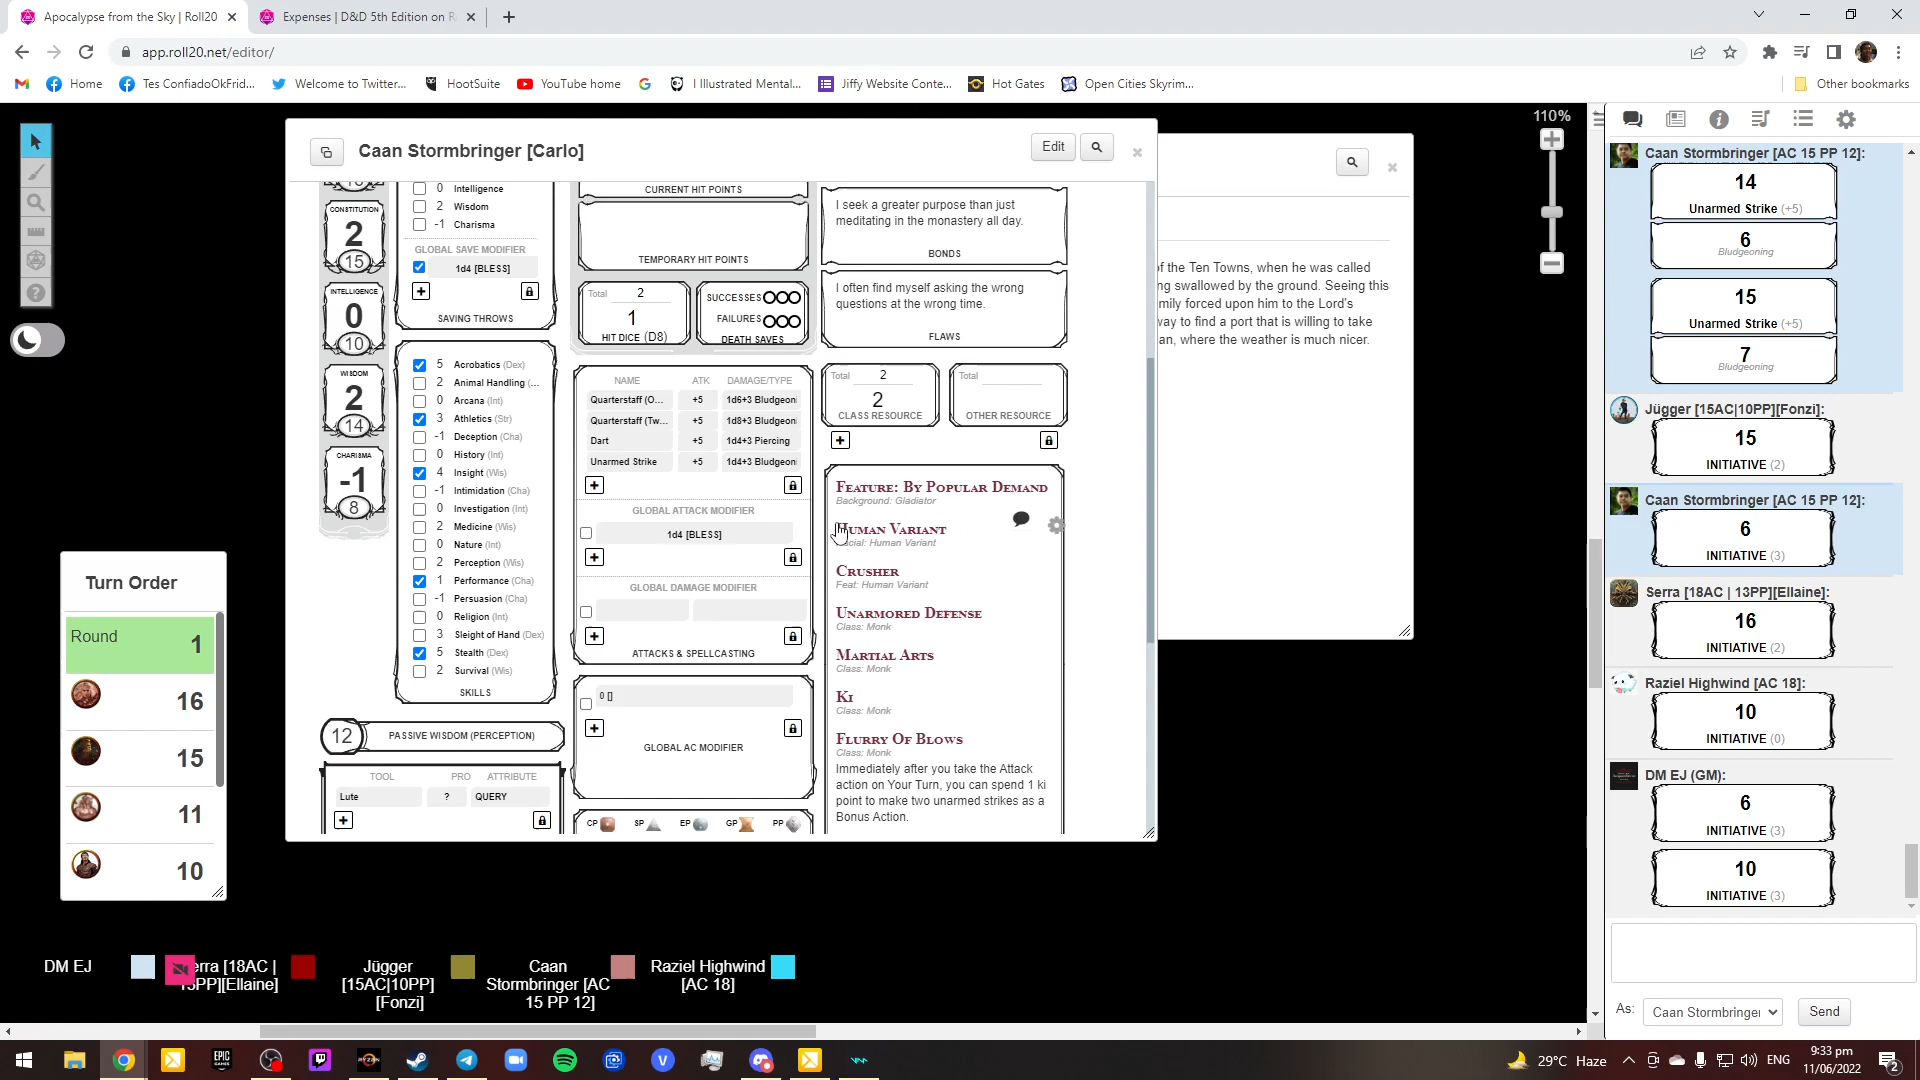 Apocalypse from the Sky | Roll20
Expenses | D&D 5th Edition on R
app.roll20.net/editor/
Home
Tes ConfiadoOkFrid...
Welcome to Twitter...
HootSuite
YouTube home
I Illustrated Mental...
Jiffy Website Conte...
Hot Gates
Open Cities Skyrim...
Other bookmarks
110%
Caan Stormbringer [Carlo]
Edit
CONSTITUTION
2
15
INTELLIGENCE
0
10
WISDOM
2
14
CHARISMA
-1
8
0 Intelligence
2 Wisdom
-1 Charisma
GLOBAL SAVE MODIFIER
1d4 [BLESS]
SAVING THROWS
5 Acrobatics (Dex)
2 Animal Handling (...
0 Arcana (Int)
3 Athletics (Str)
-1 Deception (Cha)
0 History (Int)
4 Insight (Wis)
-1 Intimidation (Cha)
0 Investigation (Int)
2 Medicine (Wis)
0 Nature (Int)
2 Perception (Wis)
1 Performance (Cha)
-1 Persuasion (Cha)
0 Religion (Int)
3 Sleight of Hand (Dex)
5 Stealth (Dex)
2 Survival (Wis)
SKILLS
12 PASSIVE WISDOM (PERCEPTION)
TOOL PRO ATTRIBUTE
Lute ? QUERY
CURRENT HIT POINTS
TEMPORARY HIT POINTS
Total 2
1
HIT DICE (D8)
SUCCESSES
FAILURES
DEATH SAVES
NAME ATK DAMAGE/TYPE
Quarterstaff (O... +5 1d6+3 Bludgeon
Quarterstaff (Tw... +5 1d8+3 Bludgeon
Dart +5 1d4+3 Piercing
Unarmed Strike +5 1d4+3 Bludgeon
GLOBAL ATTACK MODIFIER
1d4 [BLESS]
GLOBAL DAMAGE MODIFIER
ATTACKS & SPELLCASTING
0 []
GLOBAL AC MODIFIER
CP SP EP GP PP
I seek a greater purpose than just
meditating in the monastery all day.
BONDS
I often find myself asking the wrong
questions at the wrong time.
FLAWS
Total 2
2
CLASS RESOURCE
Total
OTHER RESOURCE
Feature: By Popular Demand
Background: Gladiator
Human Variant
Racial: Human Variant
Crusher
Feat: Human Variant
Unarmored Defense
Class: Monk
Martial Arts
Class: Monk
Ki
Class: Monk
Flurry Of Blows
Class: Monk
Immediately after you take the Attack
action on Your Turn, you can spend 1 ki
point to make two unarmed strikes as a
Bonus Action.
of the Ten Towns, when he was called
ng swallowed by the ground. Seeing this
mily forced upon him to the Lord's
way to find a port that is willing to take
an, where the weather is much nicer.
Turn Order
Round 1
16
15
11
10
DM EJ
erra [18AC |
13PP][Ellaine]
Jügger
[15AC|10PP]
[Fonzi]
Caan
Stormbringer [AC
15 PP 12]
Raziel Highwind
[AC 18]
Caan Stormbringer [AC 15 PP 12]:
14
Unarmed Strike (+5)
6
Bludgeoning
15
Unarmed Strike (+5)
7
Bludgeoning
Jügger [15AC|10PP][Fonzi]:
15
INITIATIVE (2)
Caan Stormbringer [AC 15 PP 12]:
6
INITIATIVE (3)
Serra [18AC | 13PP][Ellaine]:
16
INITIATIVE (2)
Raziel Highwind [AC 18]:
10
INITIATIVE (0)
DM EJ (GM):
6
INITIATIVE (3)
10
INITIATIVE (3)
As: Caan Stormbringer Send
29°C Haze
ENG
9:33 pm
11/06/2022
2